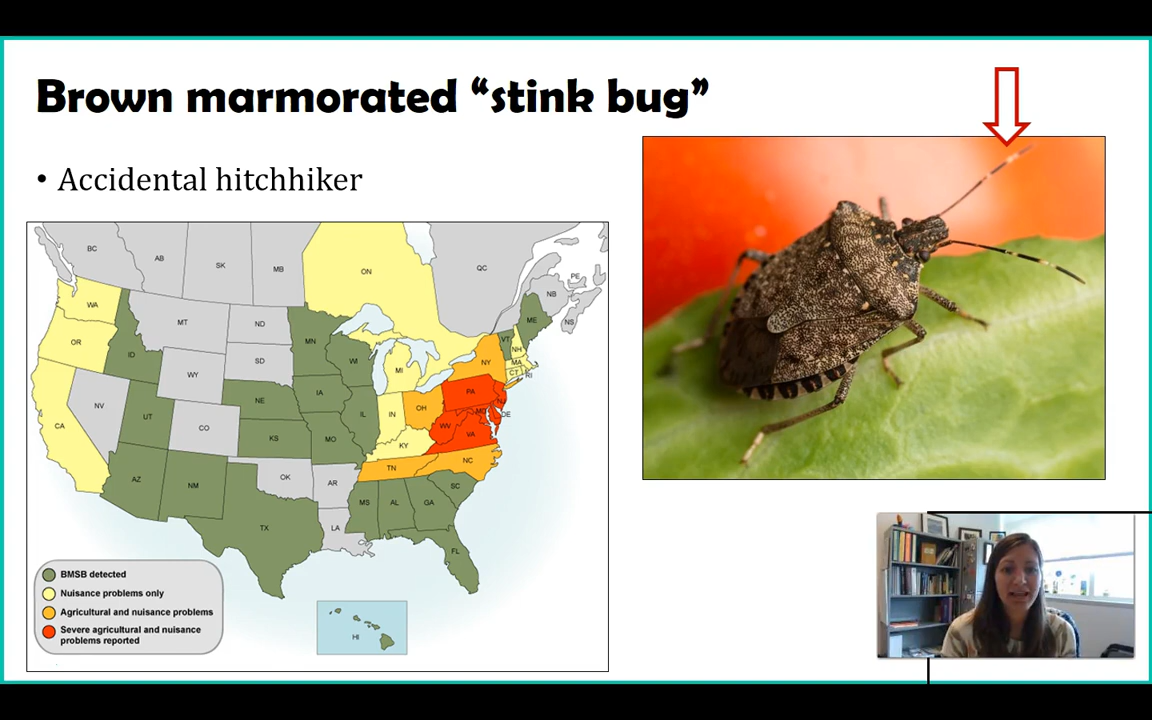 Brown marmorated “stink bug”
• Accidental hitchhiker
BC
AB
SK
MB
ON
QC
PE
NB
NS
WA
MT
ND
MN
ME
VT
NH
OR
ID
SD
WI
MI
NY
MA
CT
RI
WY
IA
PA
NJ
NV
UT
NE
IL
IN
OH
MD
DE
CA
CO
KS
MO
KY
WV
VA
AZ
NM
OK
AR
TN
NC
TX
LA
MS
AL
GA
SC
FL
HI
BMSB detected
Nuisance problems only
Agricultural and nuisance problems
Severe agricultural and nuisance
problems reported